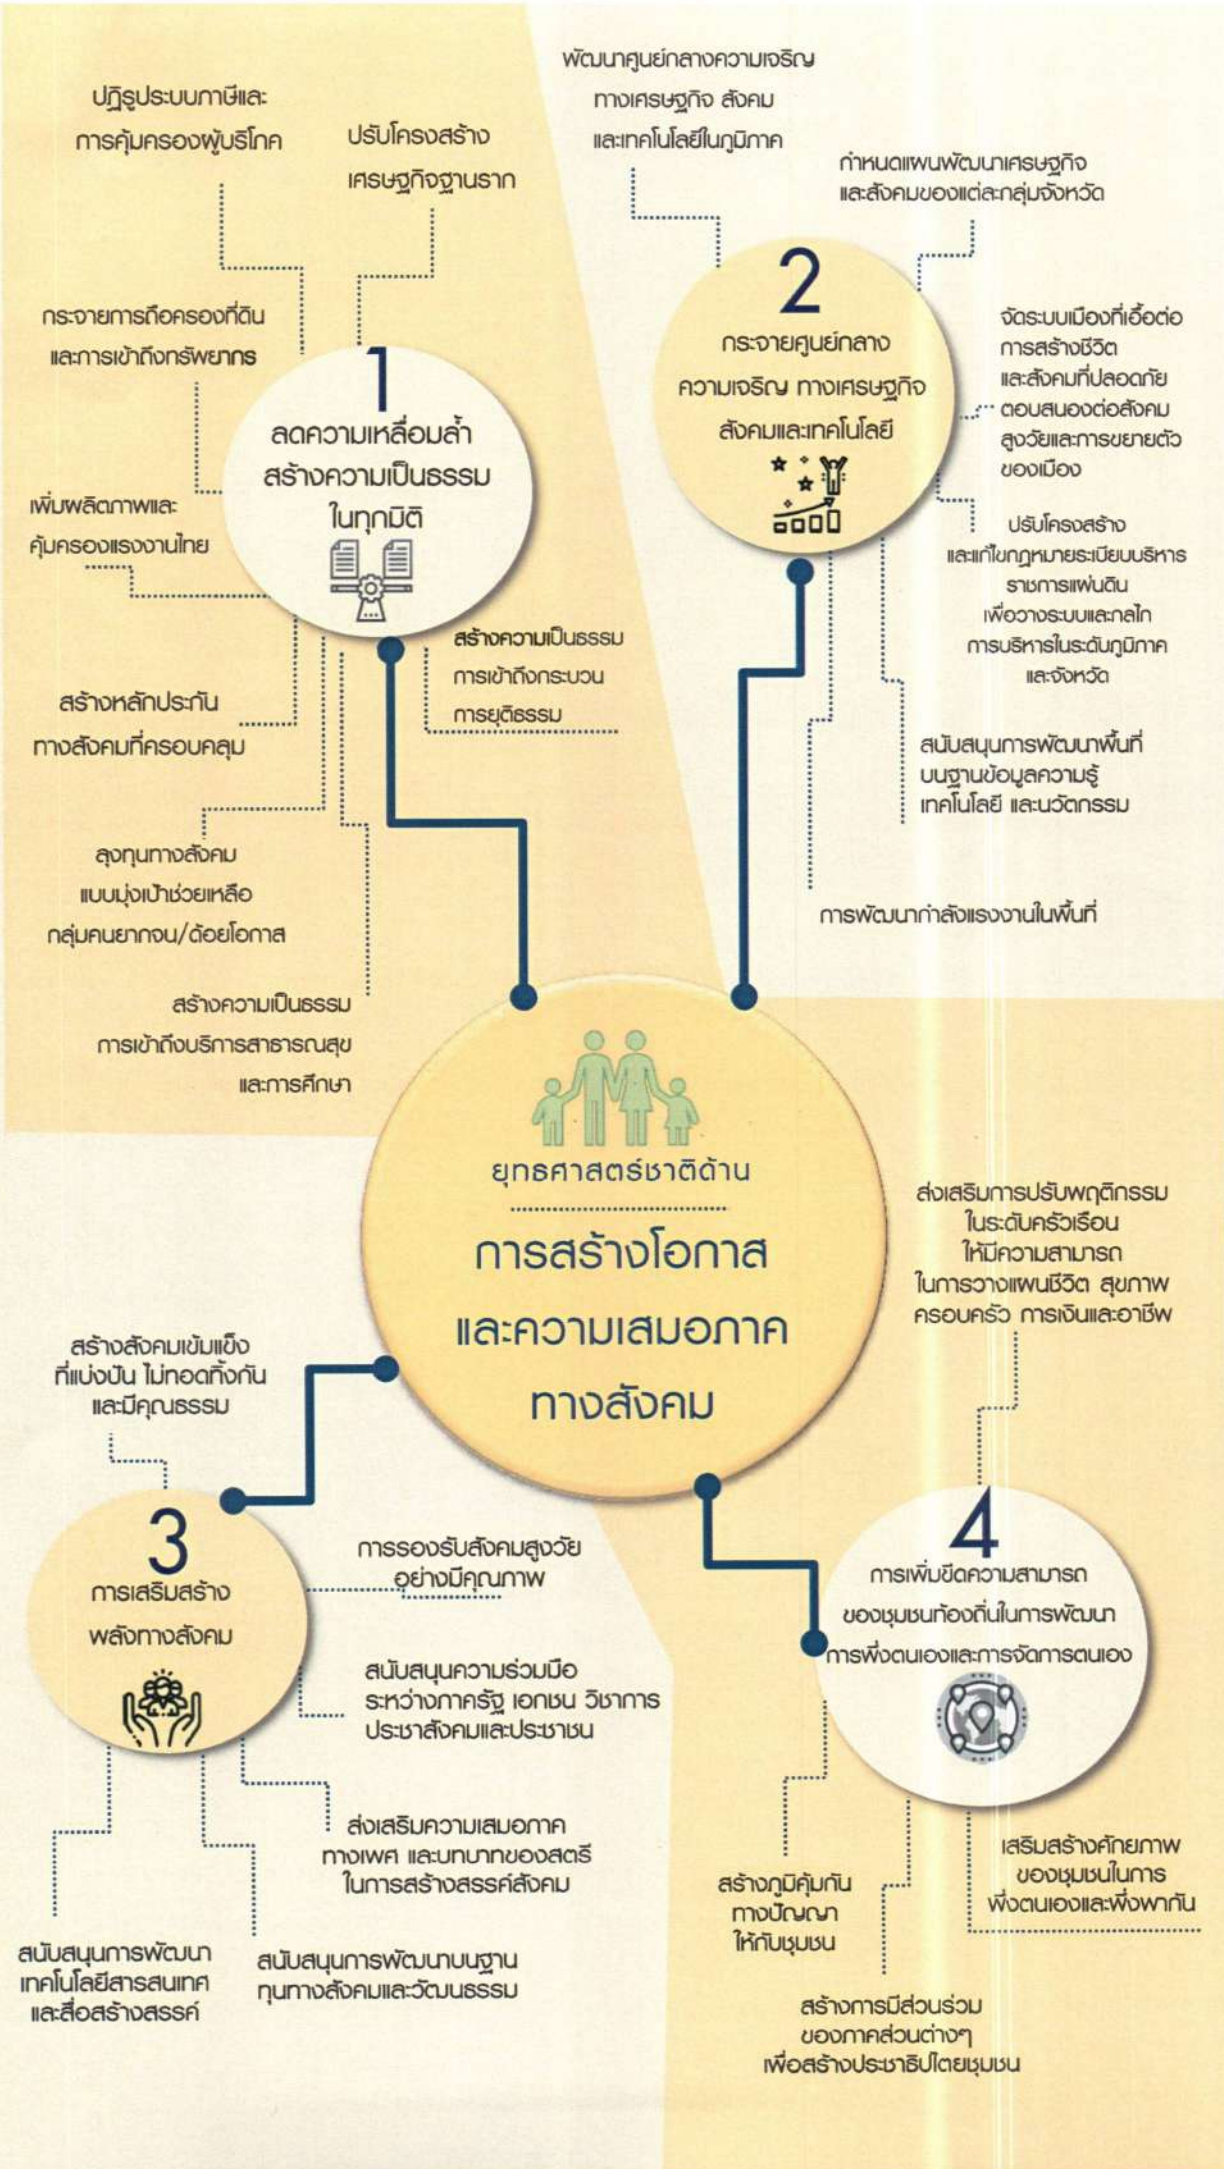 ปฏิรูประบบภาษีและ
การคุ้มครองผู้บริโภค
ปรับโครงสร้าง
เศรษฐกิจฐานราก
กระจายการถือครองที่ดิน
และการเข้าถึงทรัพยากร
1
ลดความเหลื่อมล้ำ
สร้างความเป็นธรรม
ในทุกมิติ
เพิ่มผลิตภาพและ
คุ้มครองแรงงานไทย
สร้างหลักประกัน
ทางสังคมที่ครอบคลุม
สร้างความเป็นธรรม
การเข้าถึงกระบวน
การยุติธรรม
ลงทุนทางสังคม
แบบมุ่งเป้าช่วยเหลือ
กลุ่มคนยากจน/ด้อยโอกาส
สร้างความเป็นธรรม
การเข้าถึงบริการสาธารณสุข
และการศึกษา
พัฒนาศูนย์กลางความเจริญ
ทางเศรษฐกิจ สังคม
และเทคโนโลยีในภูมิภาค
กำหนดแผนพัฒนาเศรษฐกิจ
และสังคมของแต่ละกลุ่มจังหวัด
2
กระจายศูนย์กลาง
ความเจริญ ทางเศรษฐกิจ
สังคมและเทคโนโลยี
จัดระบบเมืองที่เอื้อต่อ
การสร้างชีวิต
และสังคมที่ปลอดภัย
ตอบสนองต่อสังคม
สูงวัยและการขยายตัว
ของเมือง
ปรับโครงสร้าง
และแก้ไขกฎหมายระเบียบบริหาร
ราชการแผ่นดิน
เพื่อวางระบบและกลไก
การบริหารในระดับภูมิภาค
และจังหวัด
สนับสนุนการพัฒนาพื้นที่
บนฐานข้อมูลความรู้
เทคโนโลยี และนวัตกรรม
การพัฒนากำลังแรงงานในพื้นที่
ยุทธศาสตร์ชาติด้าน
การสร้างโอกาส
และความเสมอภาค
ทางสังคม
สร้างสังคมเข้มแข็ง
ที่แบ่งปัน ไม่ทอดทิ้งกัน
และมีคุณธรรม
3
การเสริมสร้าง
พลังทางสังคม
การรองรับสังคมสูงวัย
อย่างมีคุณภาพ
สนับสนุนความร่วมมือ
ระหว่างภาครัฐ เอกชน วิชาการ
ประชาสังคมและประชาชน
ส่งเสริมความเสมอภาค
ทางเพศ และบทบาทของสตรี
ในการสร้างสรรค์สังคม
สนับสนุนการพัฒนา
เทคโนโลยีสารสนเทศ
และสื่อสร้างสรรค์
สนับสนุนการพัฒนาบนฐาน
ทุนทางสังคมและวัฒนธรรม
ส่งเสริมการปรับพฤติกรรม
ในระดับครัวเรือน
ให้มีความสามารถ
ในการวางแผนชีวิต สุขภาพ
ครอบครัว การเงินและอาชีพ
4
การเพิ่มขีดความสามารถ
ของชุมชนท้องถิ่นในการพัฒนา
การพึ่งตนเองและการจัดการตนเอง
สร้างภูมิคุ้มกัน
ทางปัญญา
ให้กับชุมชน
เสริมสร้างศักยภาพ
ของชุมชนในการ
พึ่งตนเองและพึ่งพากัน
สร้างการมีส่วนร่วม
ของภาคส่วนต่างๆ
เพื่อสร้างประชาธิปไตยชุมชน